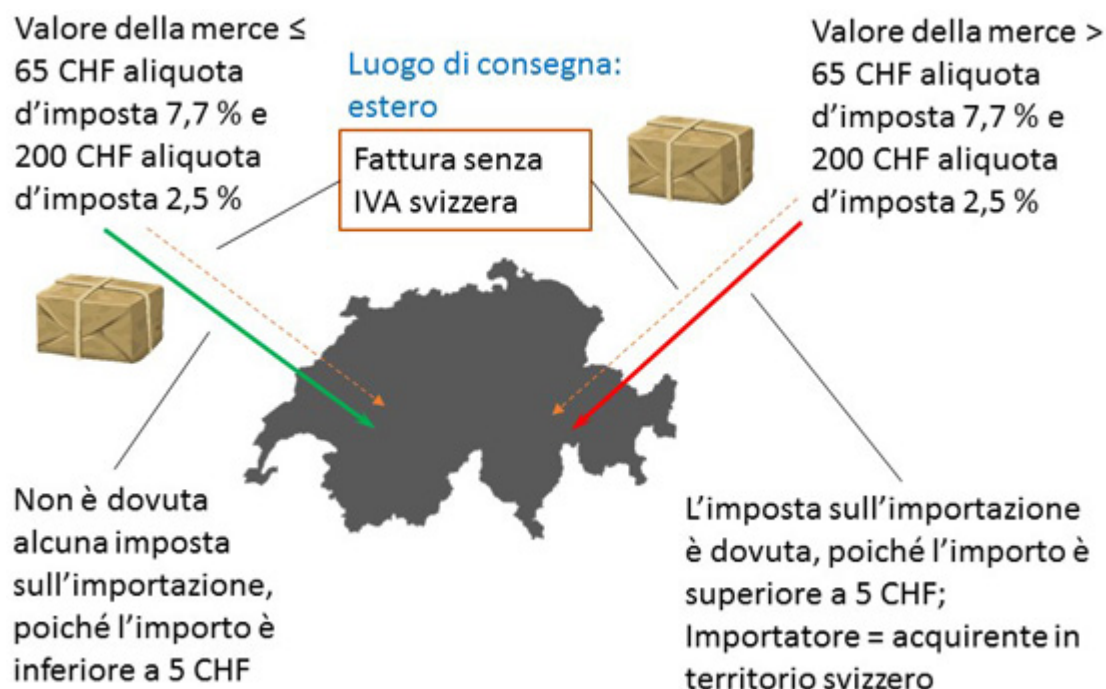 Valore della merce ≤
65 CHF aliquota
d’imposta 7,7 % e
200 CHF aliquota
d’imposta 2,5 %
Luogo di consegna:
estero
Fattura senza
IVA svizzera
Valore della merce >
65 CHF aliquota
d’imposta 7,7 % e
200 CHF aliquota
d’imposta 2,5 %
Non è dovuta
alcuna imposta
sull’importazione,
poiché l’importo è
inferiore a 5 CHF
L’imposta sull’importazione
è dovuta, poiché l’importo è
superiore a 5 CHF;
Importatore = acquirente in
territorio svizzero